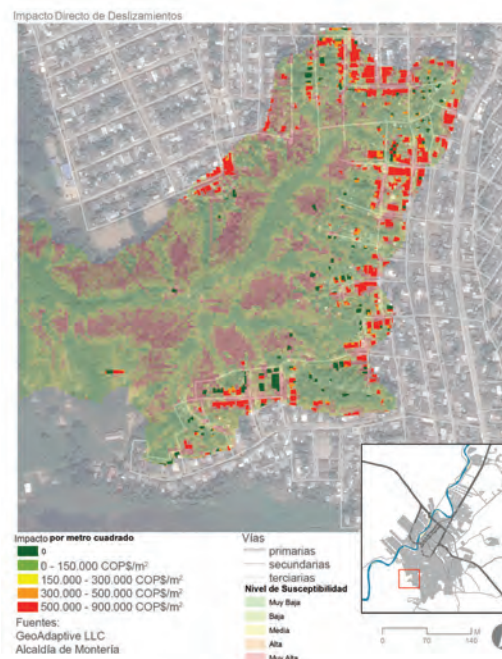 Impacto Directo de Deslizamientos
Impacto por metro cuadrado
0
0 - 150.000 COP$/m²
150.000 - 300.000 COP$/m²
300.000 - 500.000 COP$/m²
500.000 - 900.000 COP$/m²
Fuentes:
GeoAdaptive LLC
Alcaldía de Montería
Vías
primarias
secundarias
terciarias
Nivel de Susceptibilidad
Muy Baja
Baja
Media
Alta
Muy Alta
0 70 140 M